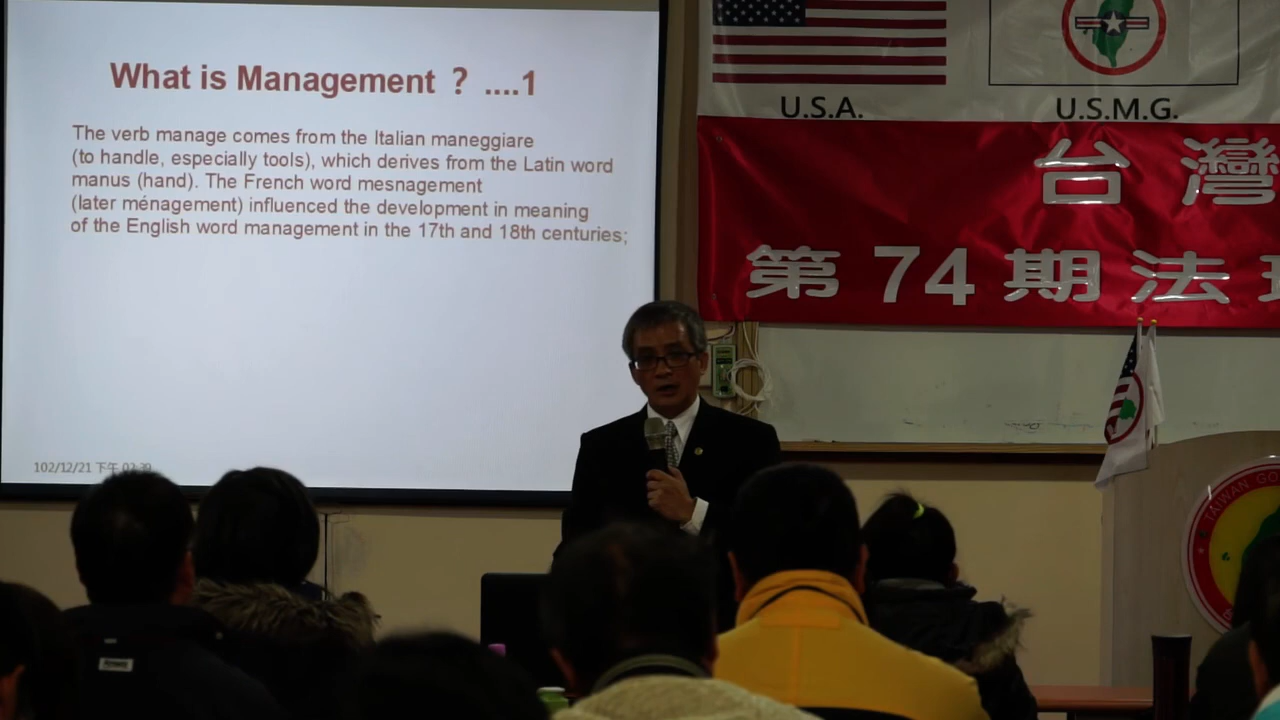 What is Management ? ....1
The verb manage comes from the Italian maneggiare
(to handle, especially tools), which derives from the Latin word
manus (hand). The French word mesnagement
(later ménagement) influenced the development in meaning
of the English word management in the 17th and 18th centuries;
102/12/21 下午 02:39
U.S.A.
U.S.M.G.
台灣
第 74 期 法
TAIWAN GO